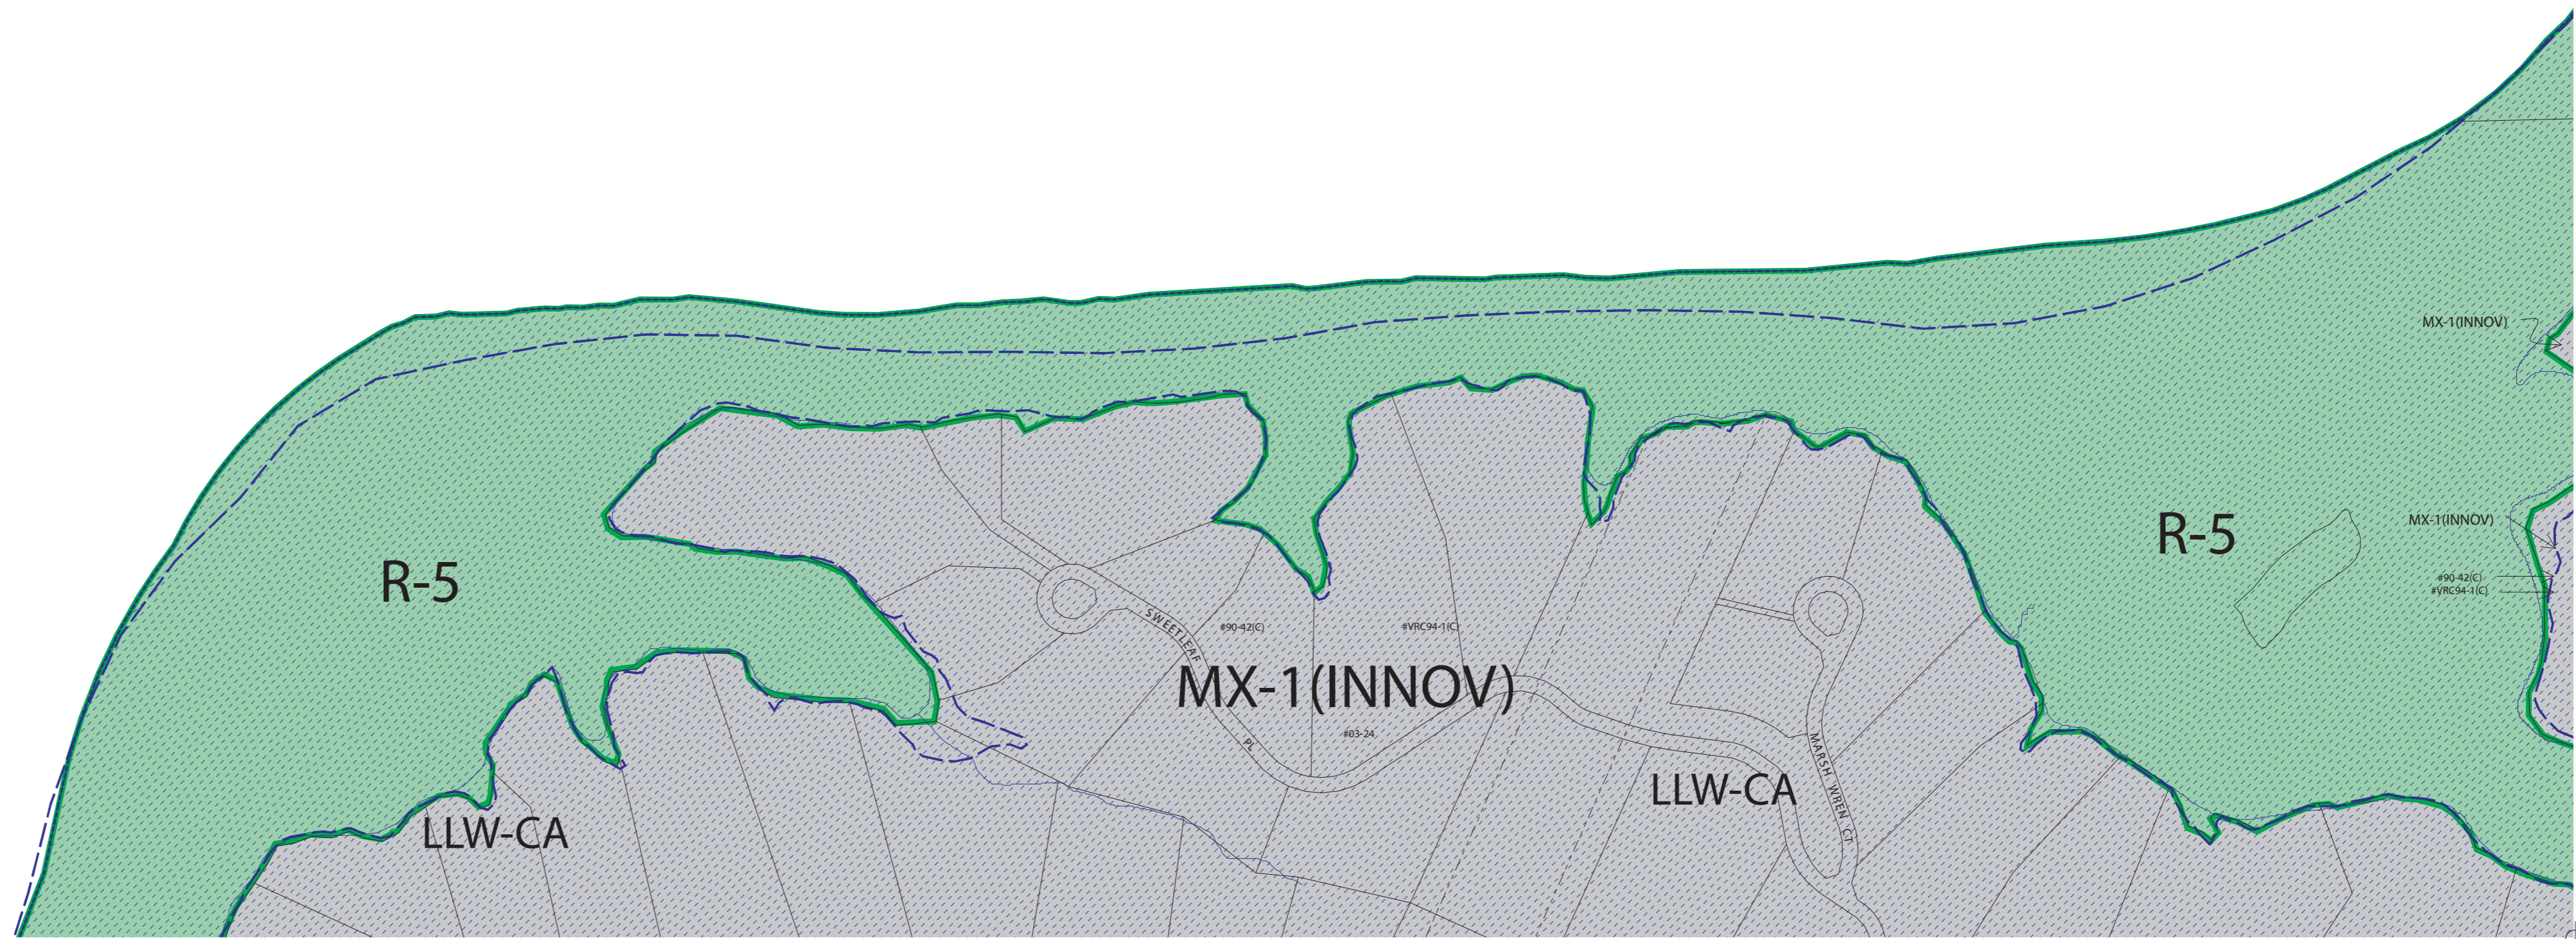 MX-1(INNOV)
MX-1(INNOV)
R-5
R-5
#90-42(C)
#VRC94-1(C)
SWEETLEAF
PL
#90-42(C)
#VRC94-1(C)
MX-1(INNOV)
#03-24
LLW-CA
MARSH WREN CT
LLW-CA